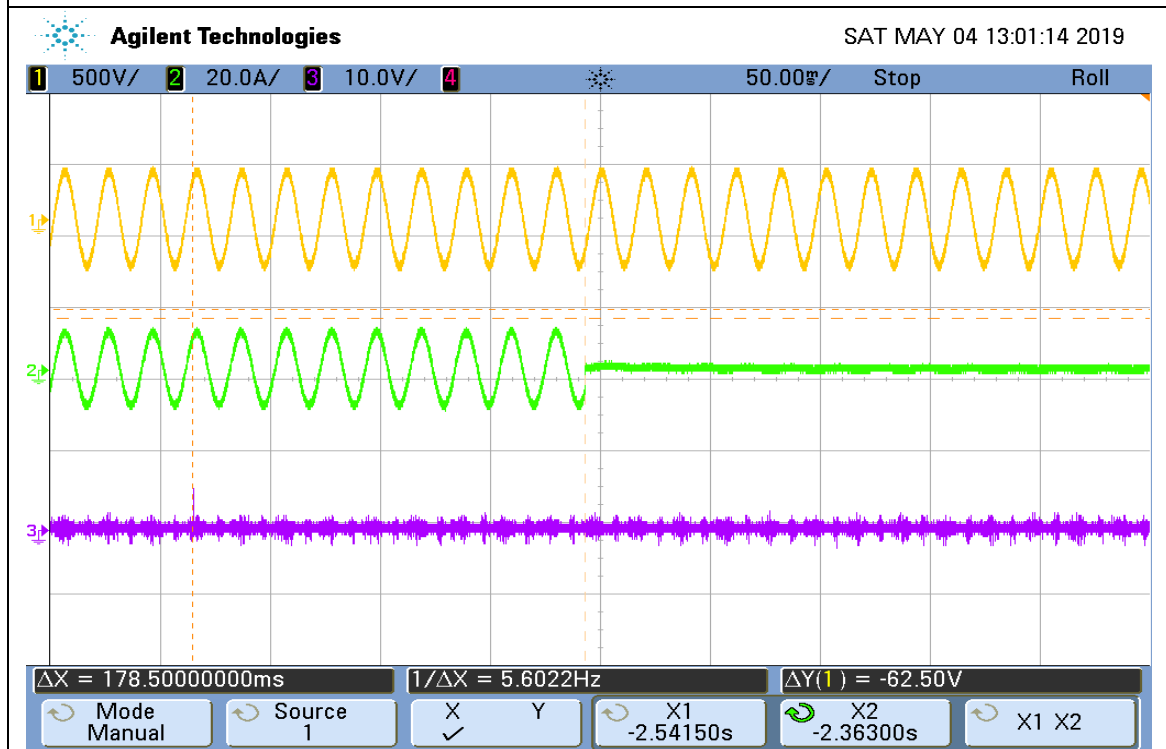 Agilent Technologies SAT MAY 04 13:01:14 2019
1 500V/ 2 20.0A/ 3 10.0V/ 4 50.00ms/ Stop Roll
1
2
3
ΔX = 178.50000000ms 1/ΔX = 5.6022Hz ΔY(1) = -62.50V
Mode Source X Y X1 X2 X1 X2
Manual 1 ✓ -2.54150s -2.36300s